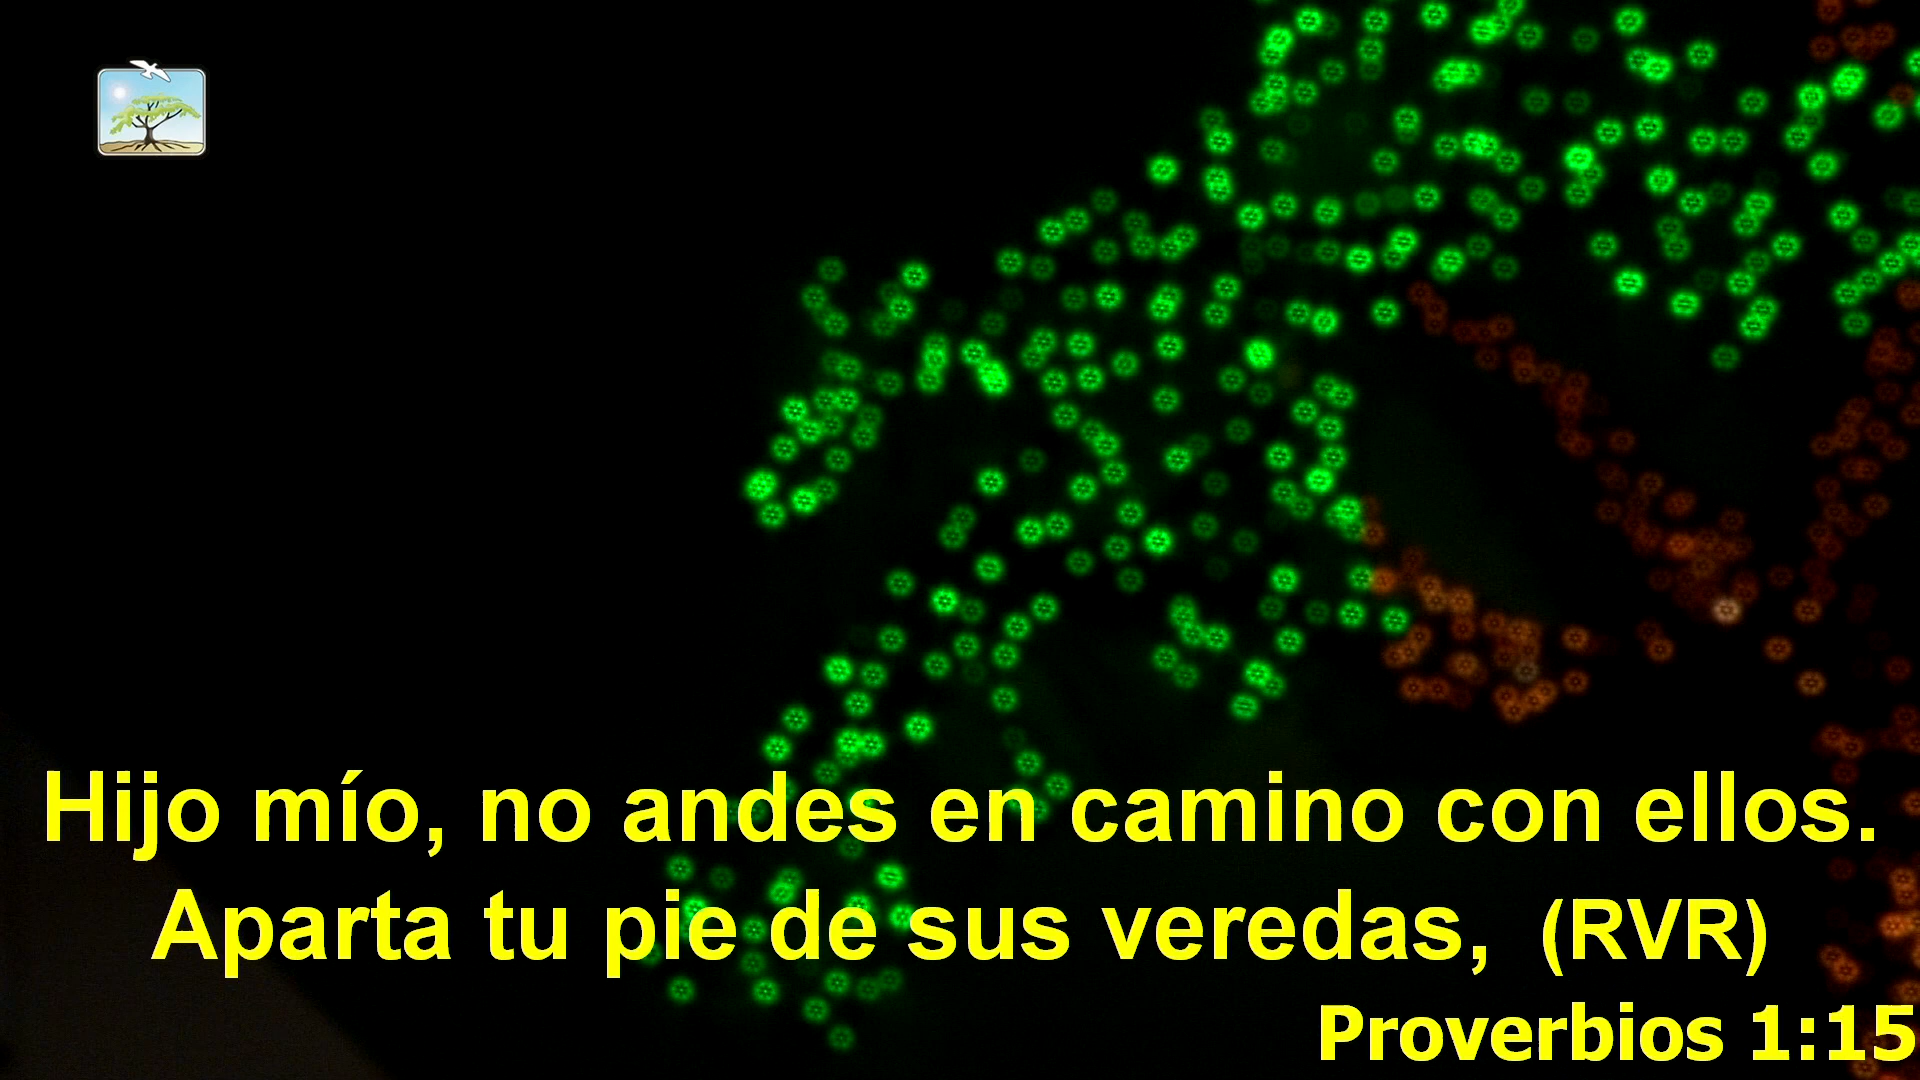 Hijo mío, no andes en camino con ellos.
Aparta tu pie de sus veredas, (RVR)
Proverbios 1:15